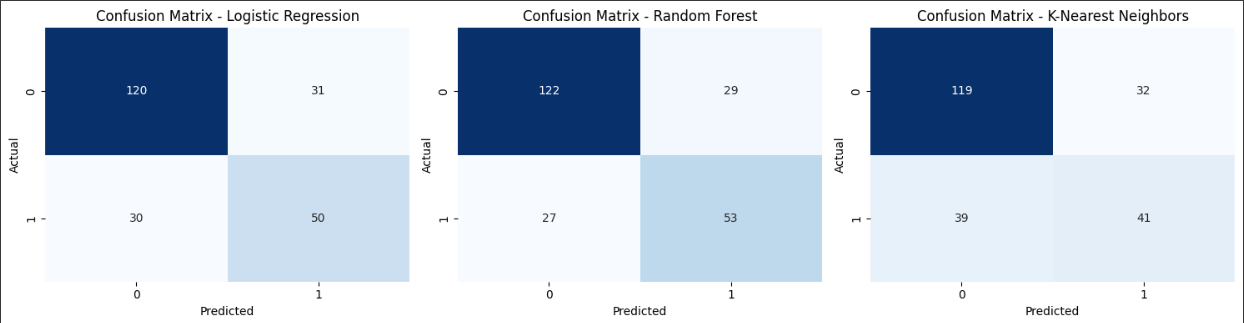 Confusion Matrix - Logistic Regression
0
1
Actual
120
31
30
50
0
1
Predicted
Confusion Matrix - Random Forest
0
1
Actual
122
29
27
53
0
1
Predicted
Confusion Matrix - K-Nearest Neighbors
0
1
Actual
119
32
39
41
0
1
Predicted